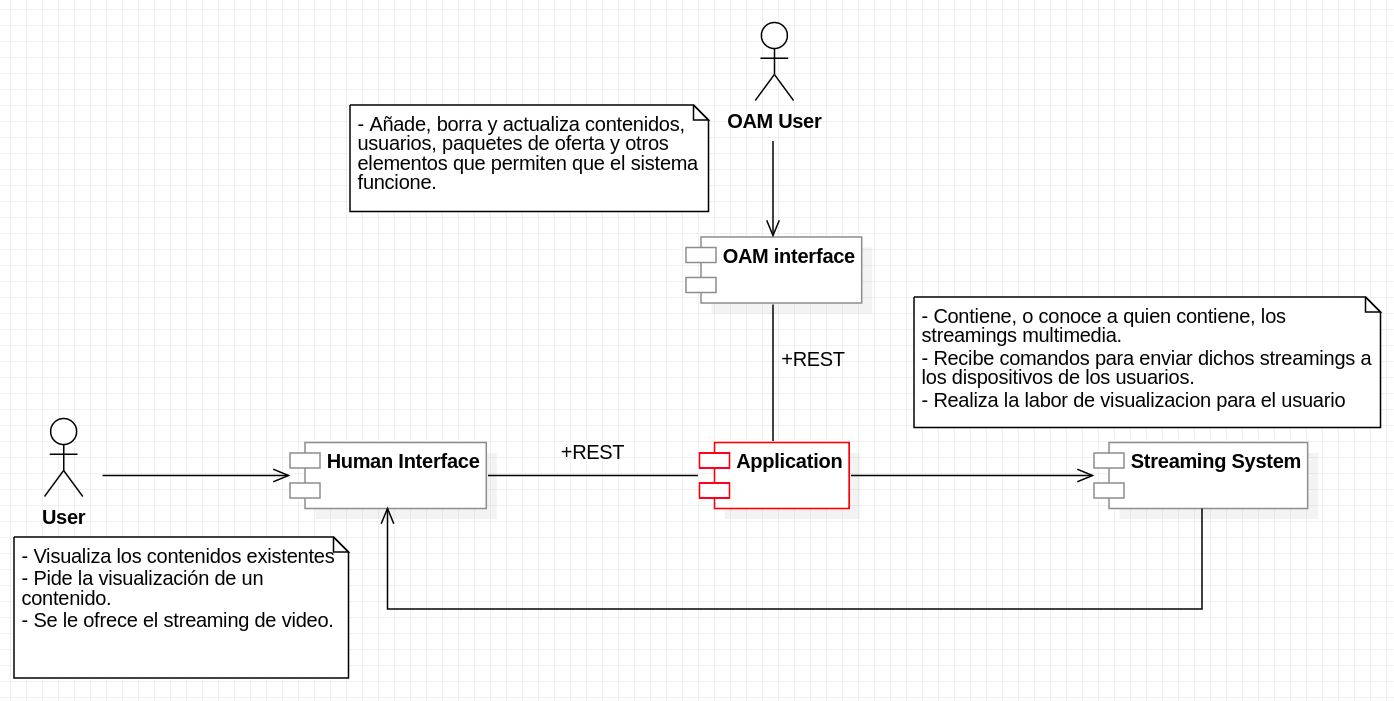 OAM User
- Añade, borra y actualiza contenidos,
usuarios, paquetes de oferta y otros
elementos que permiten que el sistema
funcione.
OAM interface
+REST
- Contiene, o conoce a quien contiene, los
streamings multimedia.
- Recibe comandos para enviar dichos streamings a
los dispositivos de los usuarios.
- Realiza la labor de visualizacion para el usuario
User
Human Interface
+REST
Application
Streaming System
- Visualiza los contenidos existentes
- Pide la visualización de un
contenido.
- Se le ofrece el streaming de video.